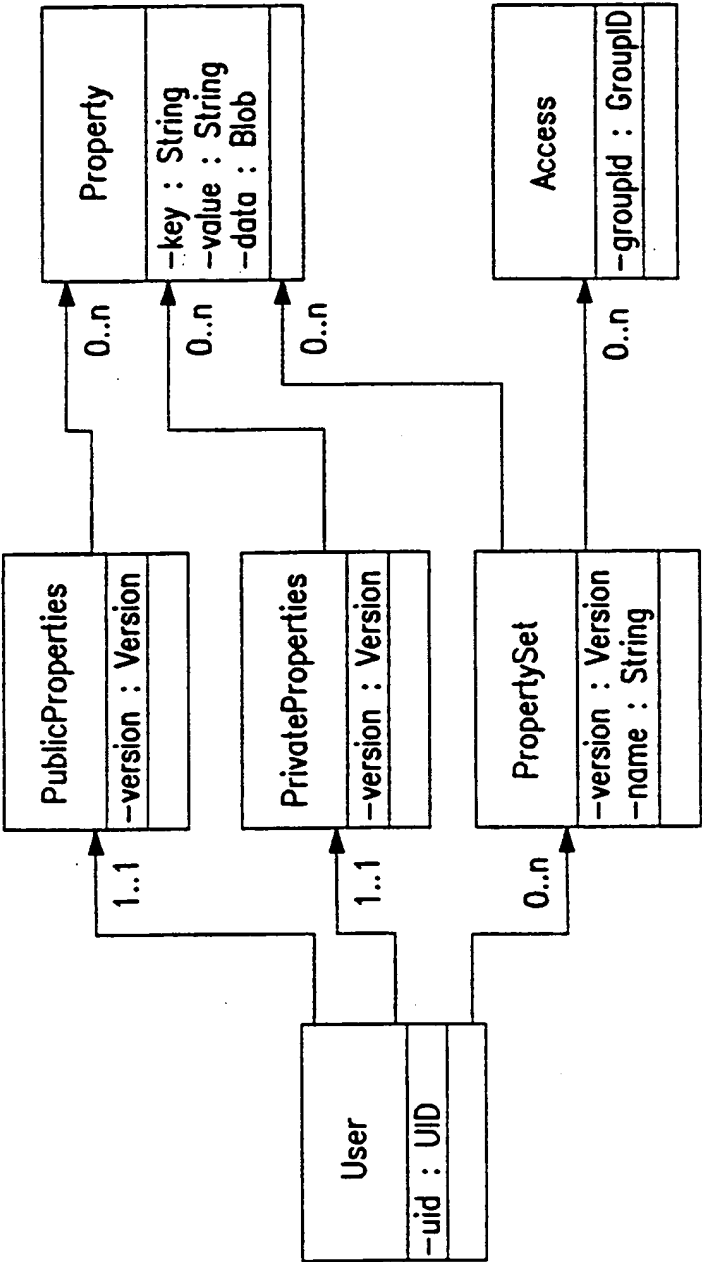 User
-uid : UID
1..1
1..1
0..n
PublicProperties
-version : Version
PrivateProperties
-version : Version
PropertySet
-version : Version
-name : String
0..n
0..n
0..n
0..n
Property
-key : String
-value : String
-data : Blob
Access
-groupId : GroupID